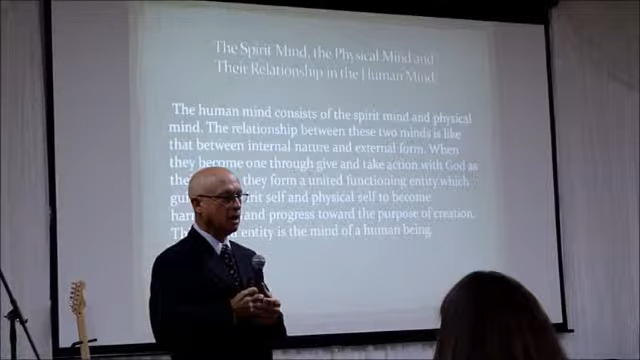 The Spirit Mind, the Physical Mind and
Their Relationship in the Human Mind
The human mind consists of the spirit mind and physical
mind. The relationship between these two minds is like
that between internal nature and external form. When
they become one through give and take action with God as
they form a united functioning entity which
self and physical self to become
and progress toward the purpose of creation.
entity is the mind of a human being.